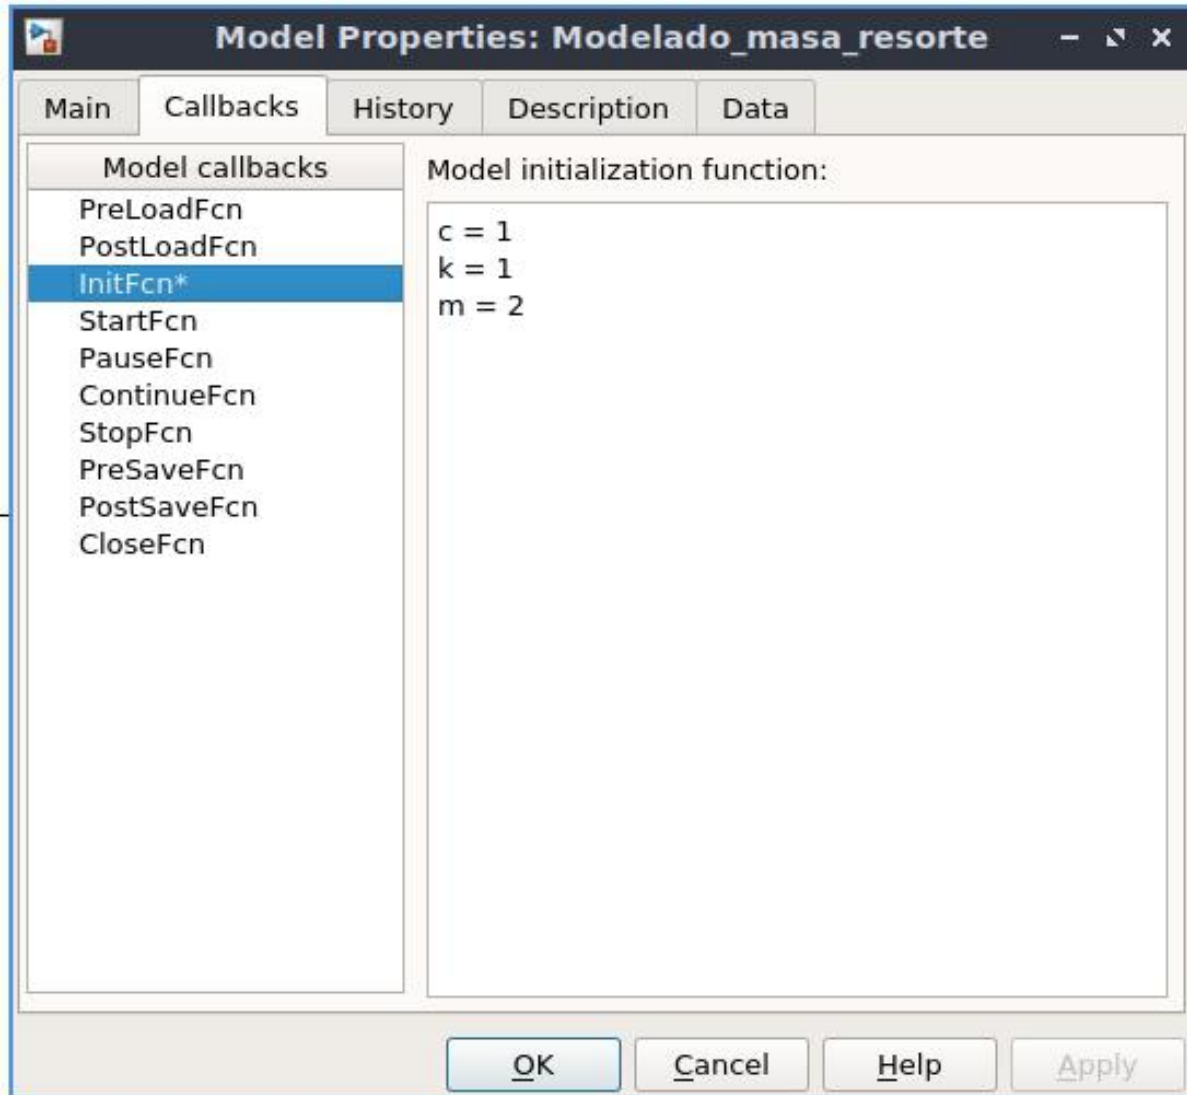 Model Properties: Modelado_masa_resorte
Main Callbacks History Description Data
Model callbacks
PreLoadFcn
PostLoadFcn
InitFcn*
StartFcn
PauseFcn
ContinueFcn
StopFcn
PreSaveFcn
PostSaveFcn
CloseFcn
Model initialization function:
c = 1
k = 1
m = 2
OK Cancel Help Apply